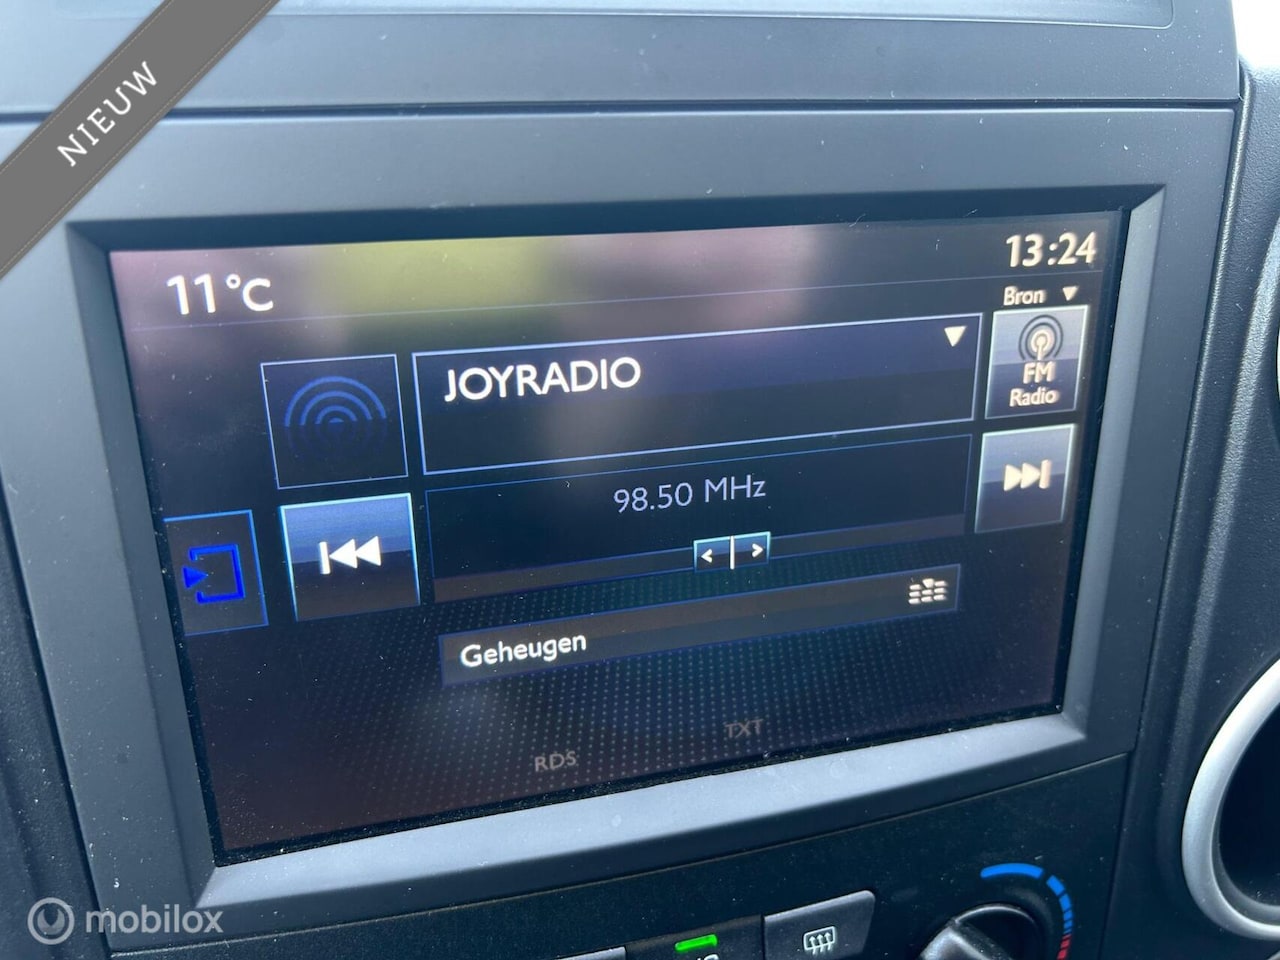 NIEUW
11°C
13:24
Bron
JOYRADIO
FM
Radio
98.50 MHz
Geheugen
TXT
RDS
mobilox